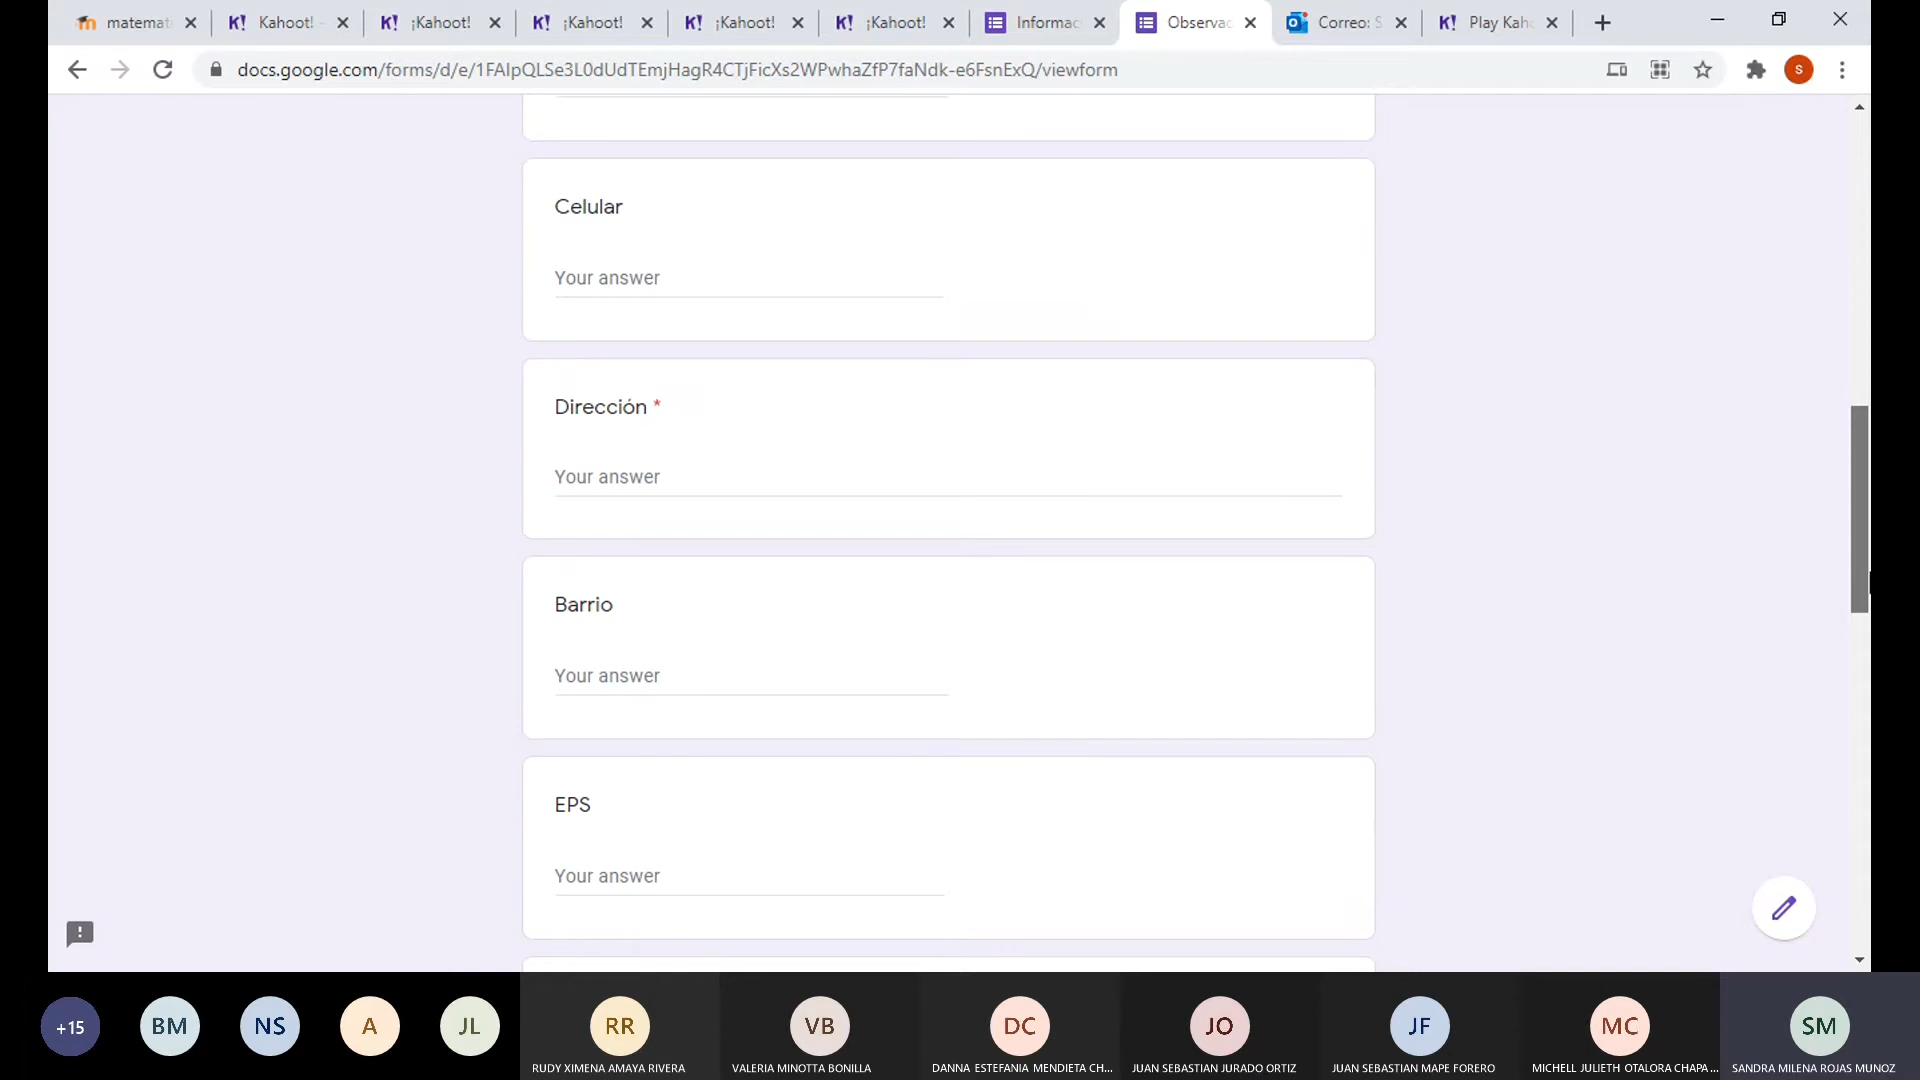 matemat
Kahoot! -
¡Kahoot!
¡Kahoot!
¡Kahoot!
¡Kahoot!
Informac
Observac
Correo: S
Play Kaho
docs.google.com/forms/d/e/1FAIpQLSe3L0dUdTEmjHagR4CTjFicXs2WPwhaZfP7faNdk-e6FsnExQ/viewform
S
Celular
Your answer
Dirección *
Your answer
Barrio
Your answer
EPS
Your answer
+15
BM
NS
A
JL
RR
VB
DC
JO
JF
MC
SM
RUDY XIMENA AMAYA RIVERA
VALERIA MINOTTA BONILLA
DANNA ESTEFANIA MENDIETA CH...
JUAN SEBASTIAN JURADO ORTIZ
JUAN SEBASTIAN MAPE FORERO
MICHELL JULIETH OTALORA CHAPA ...
SANDRA MILENA ROJAS MUNOZ